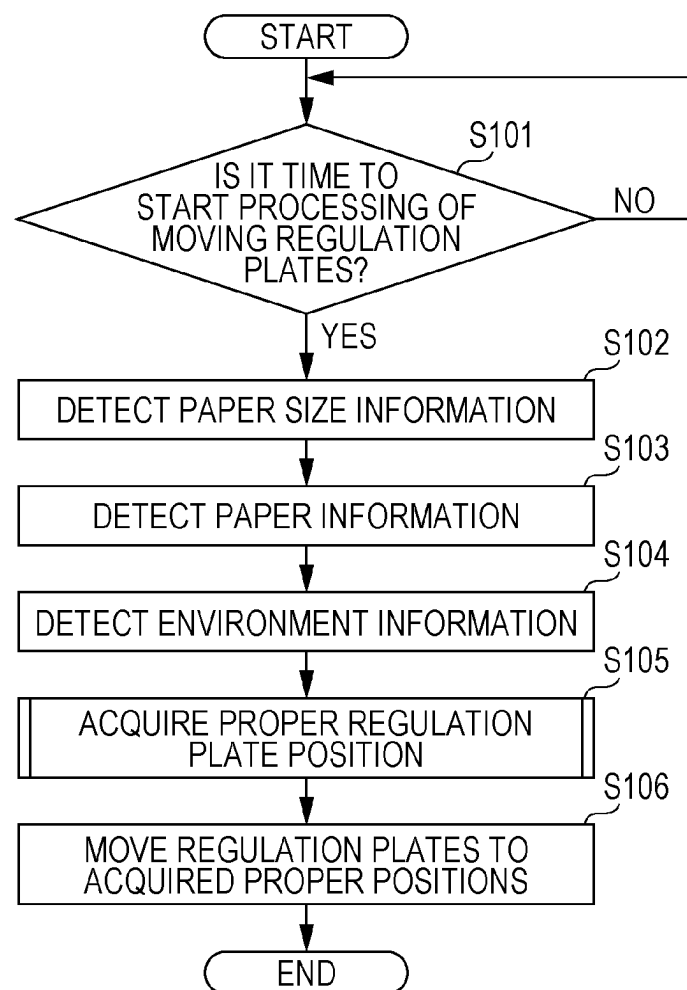 START
S101
IS IT TIME TO
START PROCESSING OF
MOVING REGULATION
PLATES?
NO
YES
S102
DETECT PAPER SIZE INFORMATION
S103
DETECT PAPER INFORMATION
S104
DETECT ENVIRONMENT INFORMATION
S105
ACQUIRE PROPER REGULATION
PLATE POSITION
S106
MOVE REGULATION PLATES TO
ACQUIRED PROPER POSITIONS
END